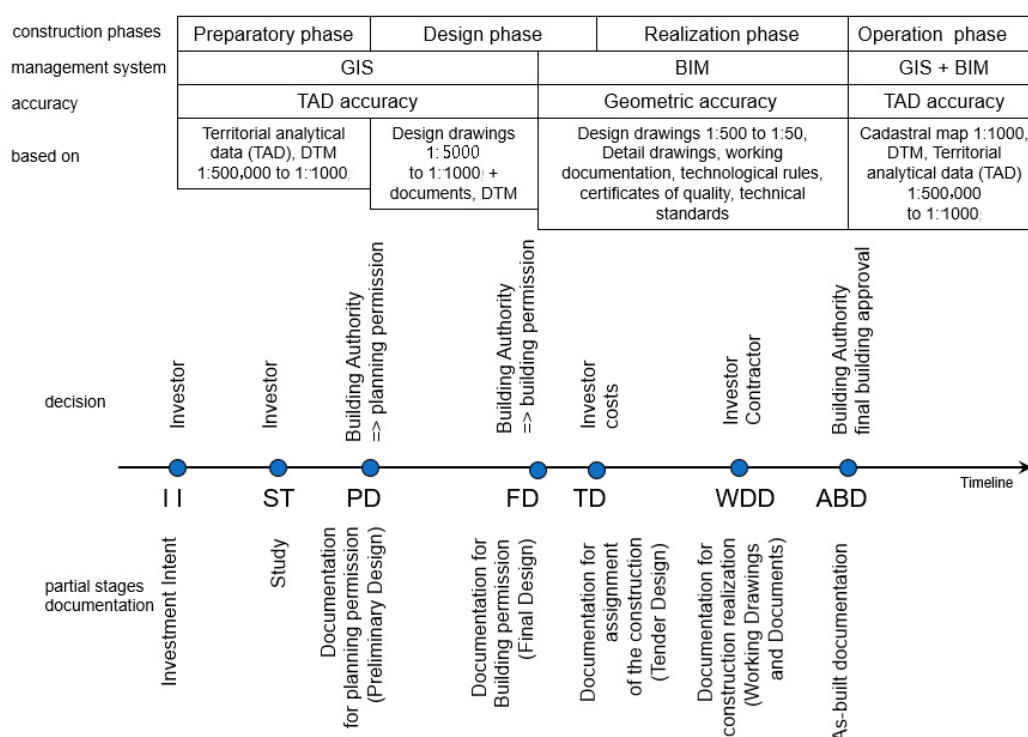 construction phases
Preparatory phase
Design phase
Realization phase
Operation phase
management system
GIS
BIM
GIS + BIM
accuracy
TAD accuracy
Geometric accuracy
TAD accuracy
based on
Territorial analytical
data (TAD), DTM
1:500,000 to 1:1000
Design drawings
1:5000
to 1:1000 +
documents, DTM
Design drawings 1:500 to 1:50,
Detail drawings, working
documentation, technological rules,
certificates of quality, technical
standards
Cadastral map 1:1000,
DTM, Territorial
analytical data (TAD)
1:500,000
to 1:1000
decision
Investor
Investor
Building Authority
=> planning permission
Building Authority
=> building permission
Investor
costs
Investor
Contractor
Building Authority
final building approval
Timeline
I I
ST
PD
FD
TD
WDD
ABD
partial stages
documentation
Investment Intent
Study
Documentation
for planning permission
(Preliminary Design)
Documentation for
Building permission
(Final Design)
Documentation for
assignment
of the construction
(Tender Design)
Documentation for
construction realization
(Working Drawings
and Documents)
As-built documentation